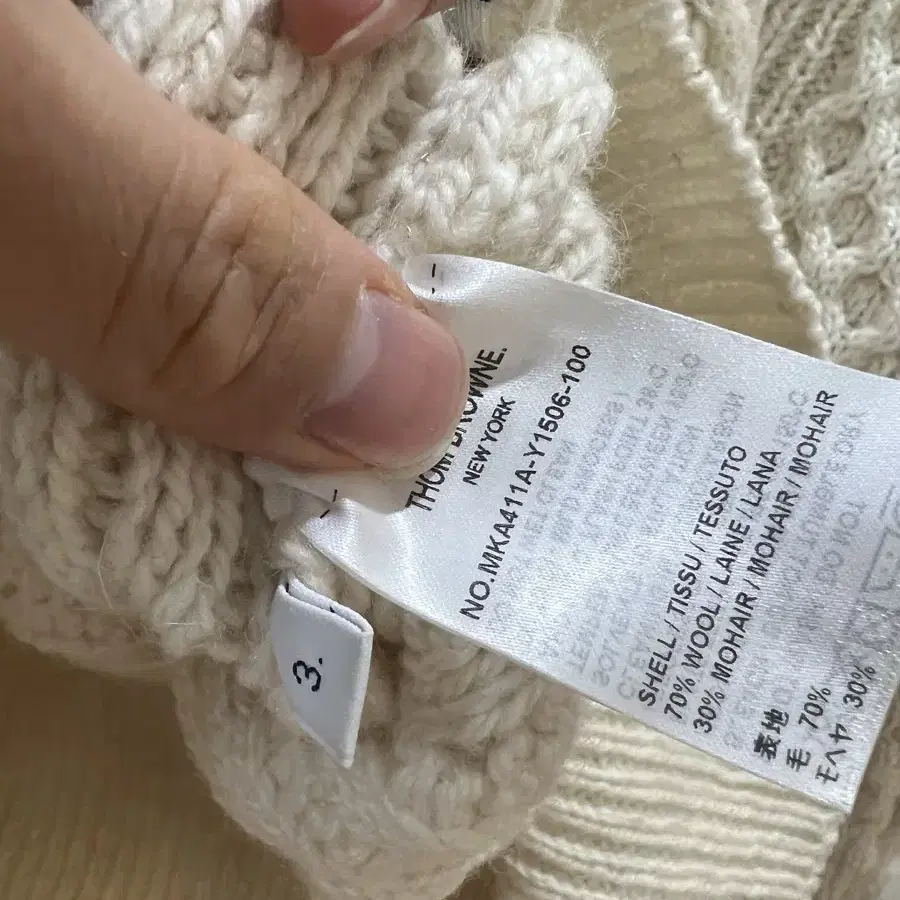 THOM BROWNE.
NEW YORK
NO.MKA411A-Y1506-100
SHELL / TISSU / TESSUTO
70% WOOL / LAINE / LANA
30% MOHAIR / MOHAIR / MOHAIR
表地
毛 70%
モヘヤ 30%
3.